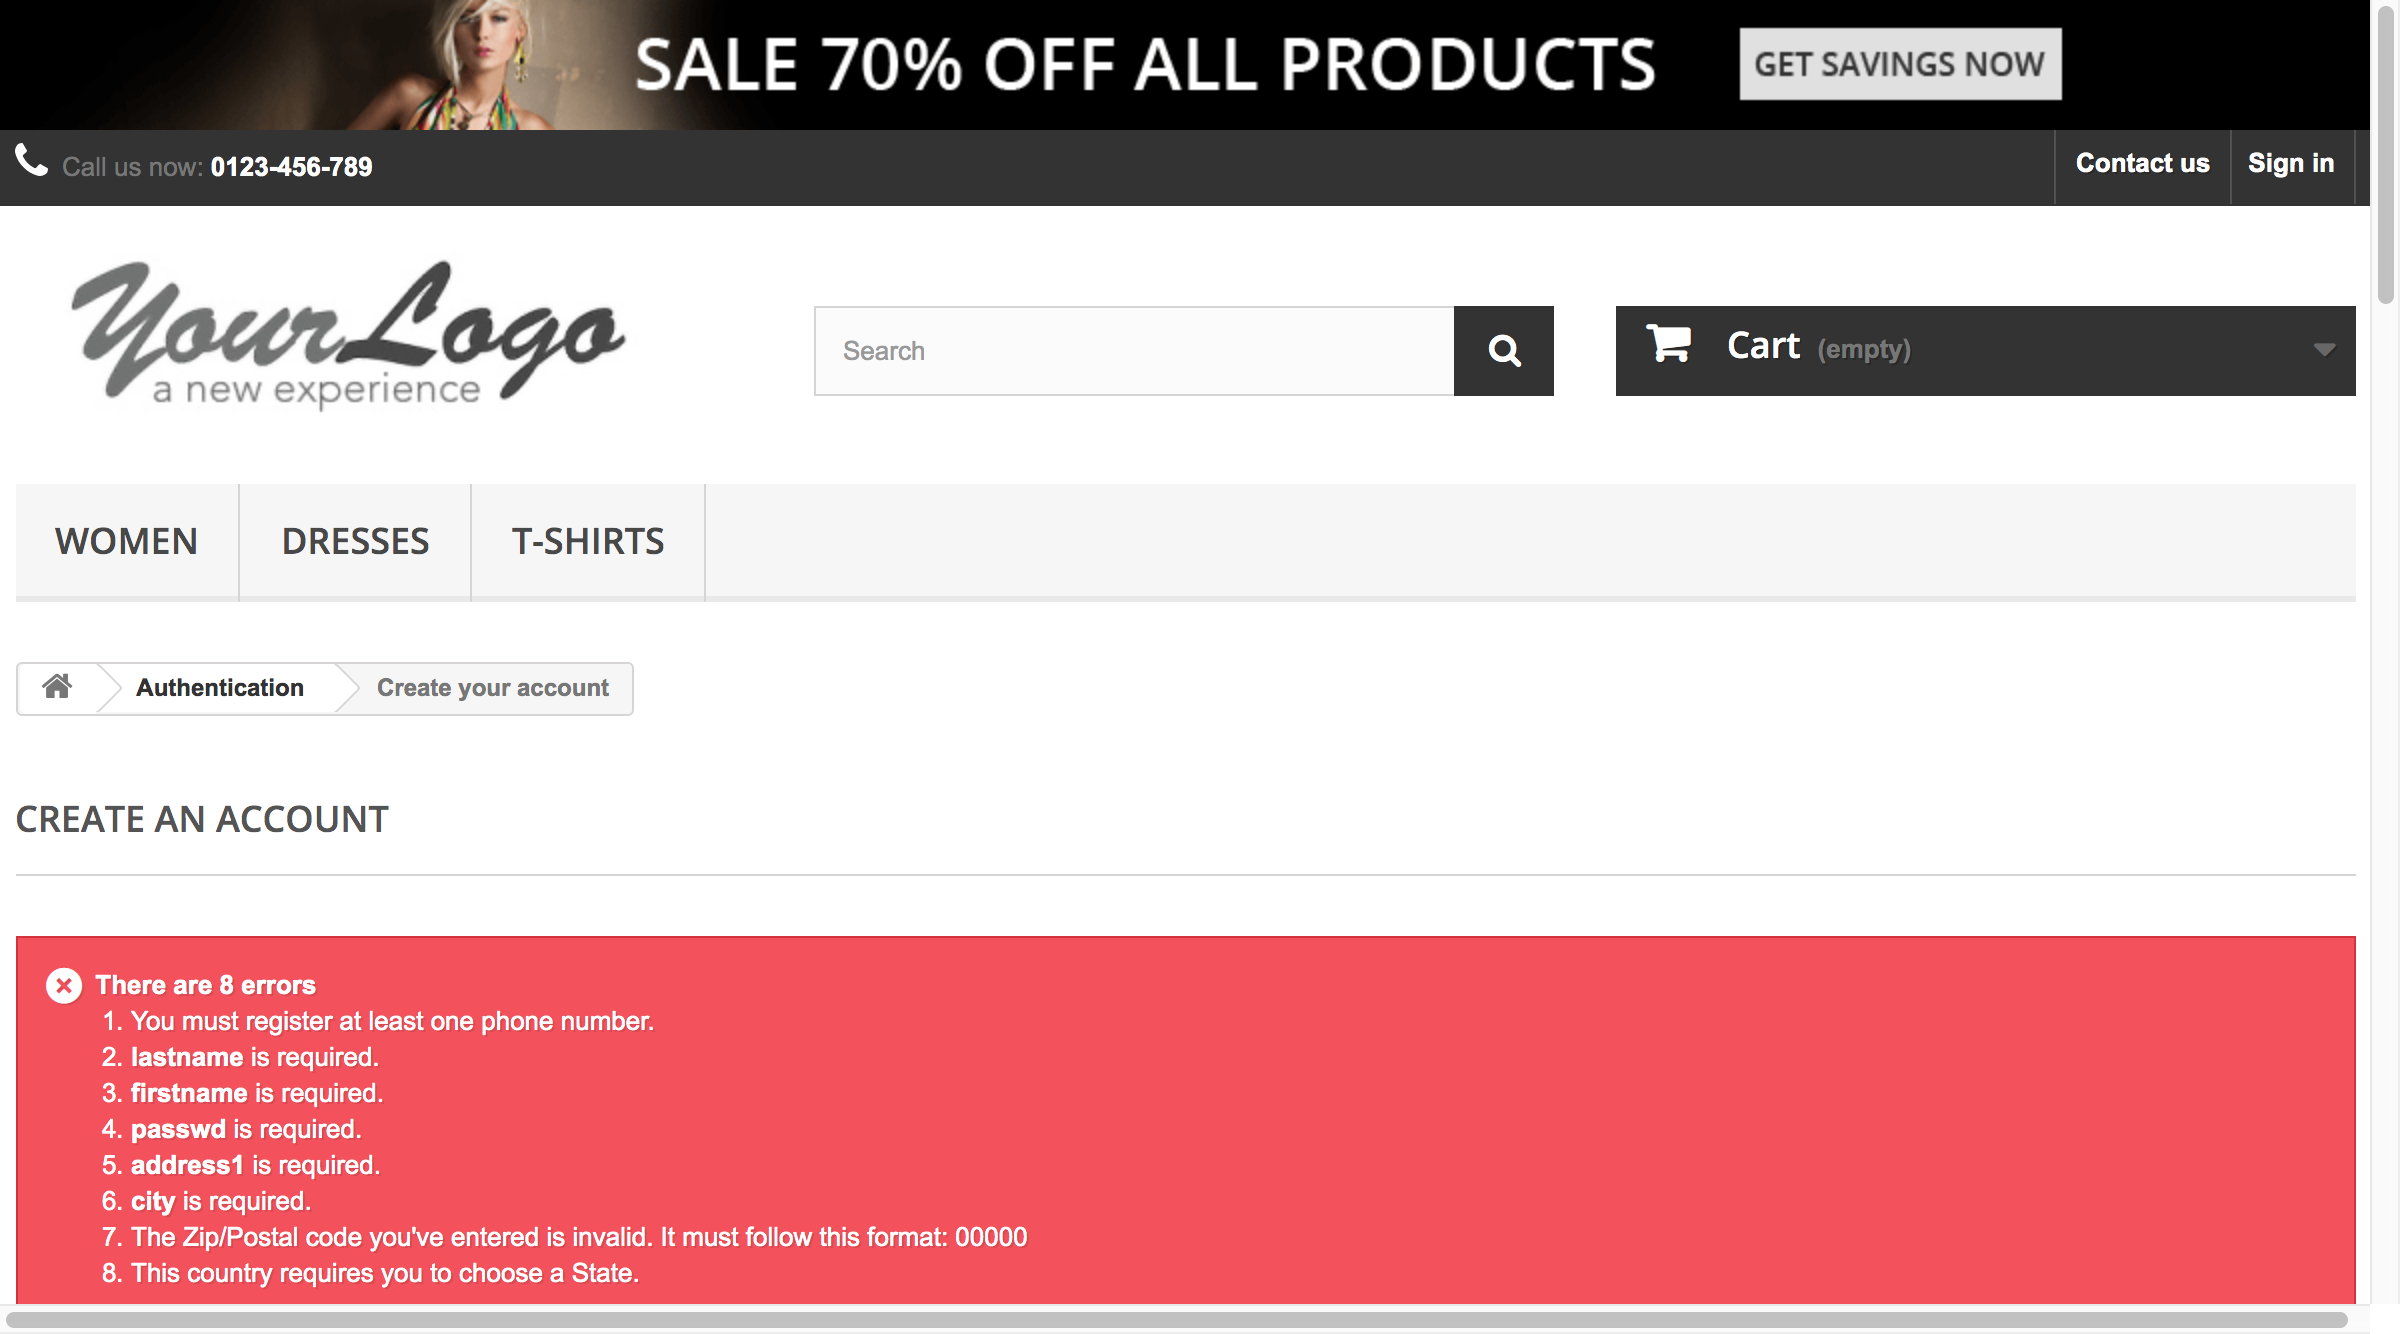 SALE 70% OFF ALL PRODUCTS GET SAVINGS NOW
Call us now: 0123-456-789 Contact us Sign in
YourLogo
a new experience
Search
Cart (empty)
WOMEN DRESSES T-SHIRTS
Authentication Create your account
CREATE AN ACCOUNT
There are 8 errors
1. You must register at least one phone number.
2. lastname is required.
3. firstname is required.
4. passwd is required.
5. address1 is required.
6. city is required.
7. The Zip/Postal code you've entered is invalid. It must follow this format: 00000
8. This country requires you to choose a State.